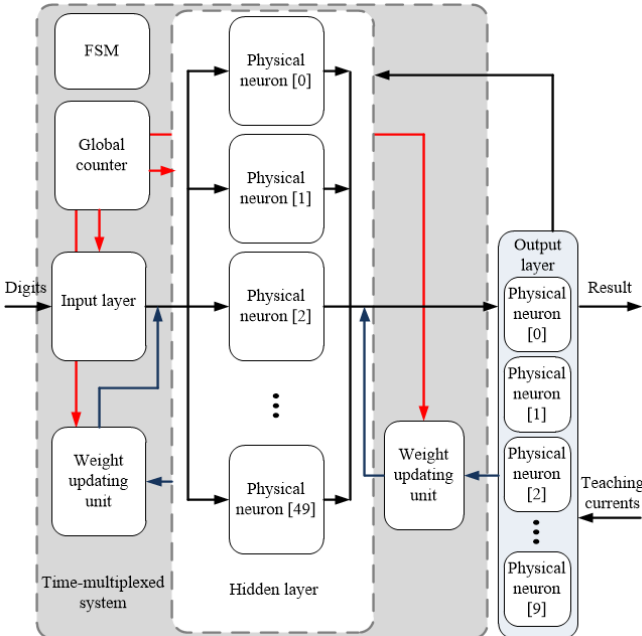 FSM
Global
counter
Digits
Input layer
Weight
updating
unit
Time-multiplexed
system
Physical
neuron [0]
Physical
neuron [1]
Physical
neuron [2]
Physical
neuron [49]
Hidden layer
Weight
updating
unit
Output
layer
Physical
neuron
[0]
Physical
neuron
[1]
Physical
neuron
[2]
Physical
neuron
[9]
Result
Teaching
currents